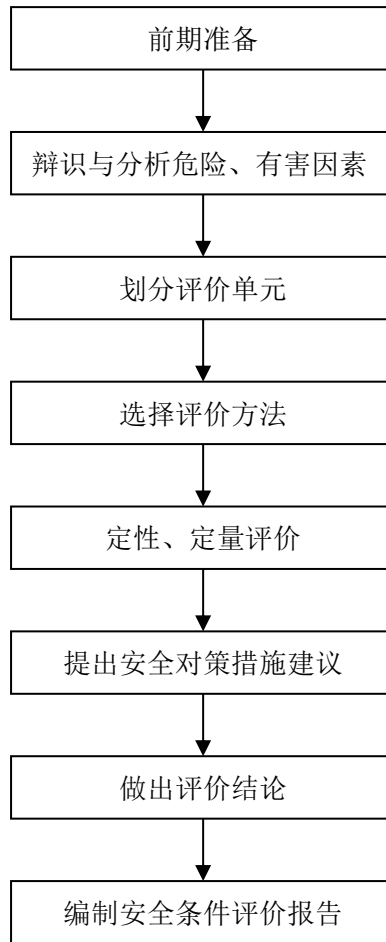 前期准备
辩识与分析危险、有害因素
划分评价单元
选择评价方法
定性、定量评价
提出安全对策措施建议
做出评价结论
编制安全条件评价报告